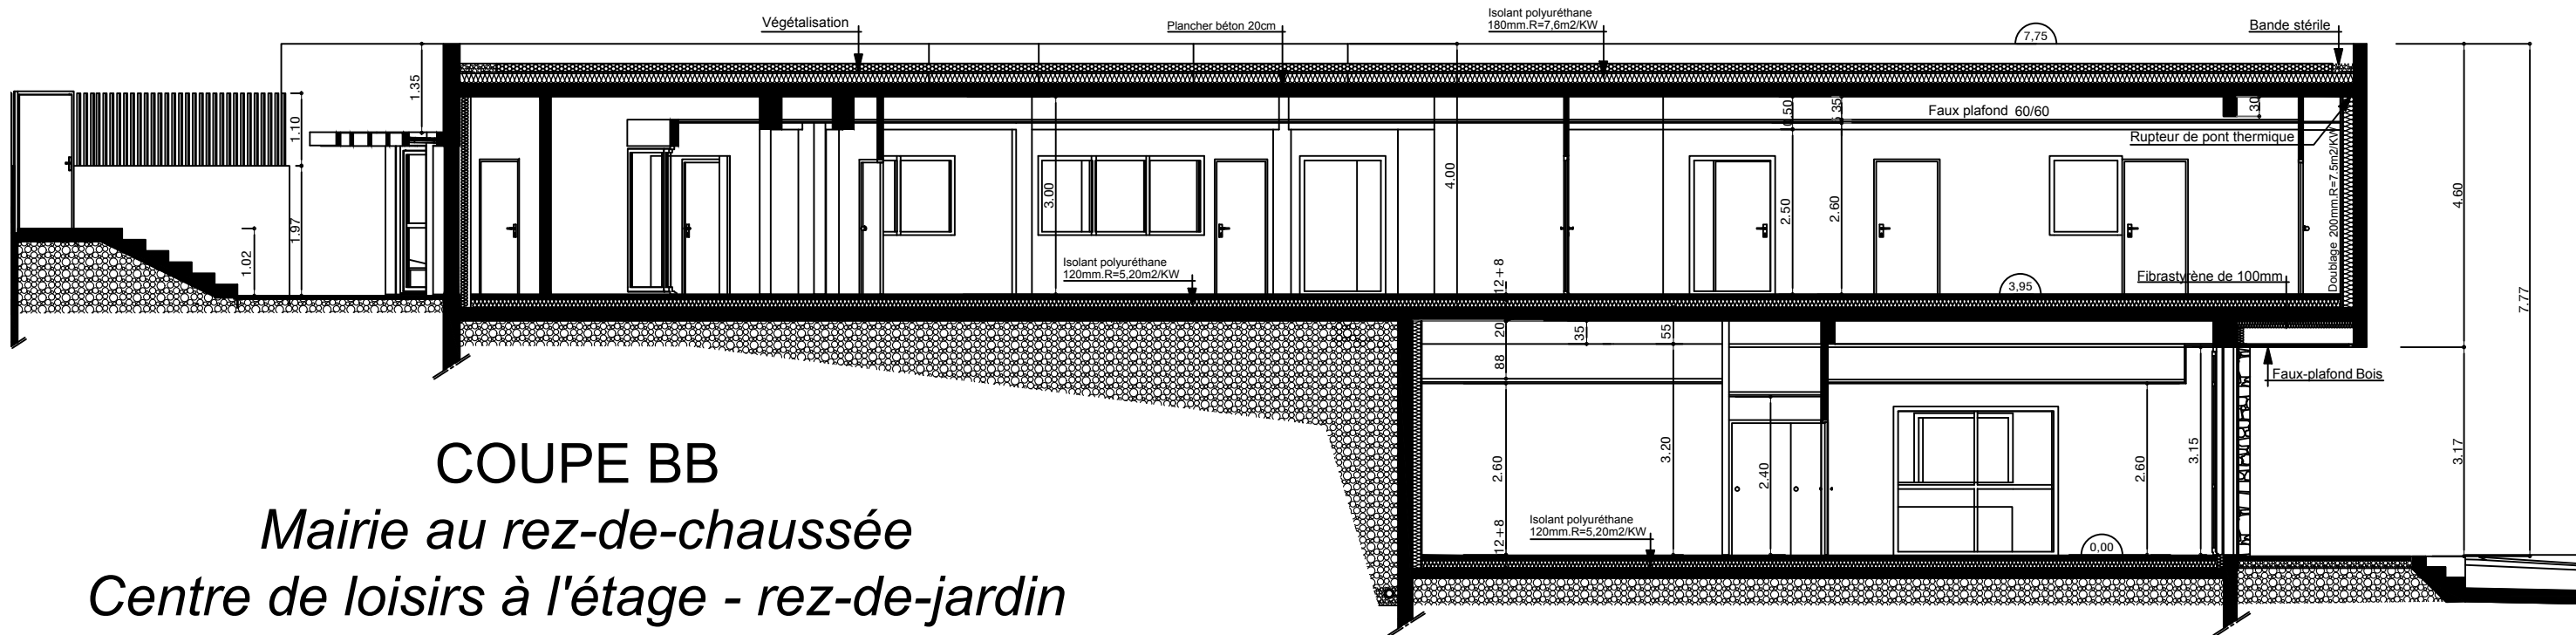 Végétalisation
Plancher béton 20cm
Isolant polyuréthane
180mm.R=7,6m2/KW
7,75
Bande stérile
1.35
1.10
1.97
1.02
3.00
4.00
Isolant polyuréthane
120mm.R=5,20m2/KW
12+8
0.50
2.50
2.60
Faux plafond 60/60
30
Rupteur de pont thermique
Doublage 200mm.R=7.5m2/KW
3,95
Fibrastyrène de 100mm
4.60
7.77
20
35
55
88
Faux-plafond Bois
2.60
3.20
2.40
2.60
3.15
3.17
12+8
Isolant polyuréthane
120mm.R=5,20m2/KW
0,00
COUPE BB
Mairie au rez-de-chaussée
Centre de loisirs à l'étage - rez-de-jardin